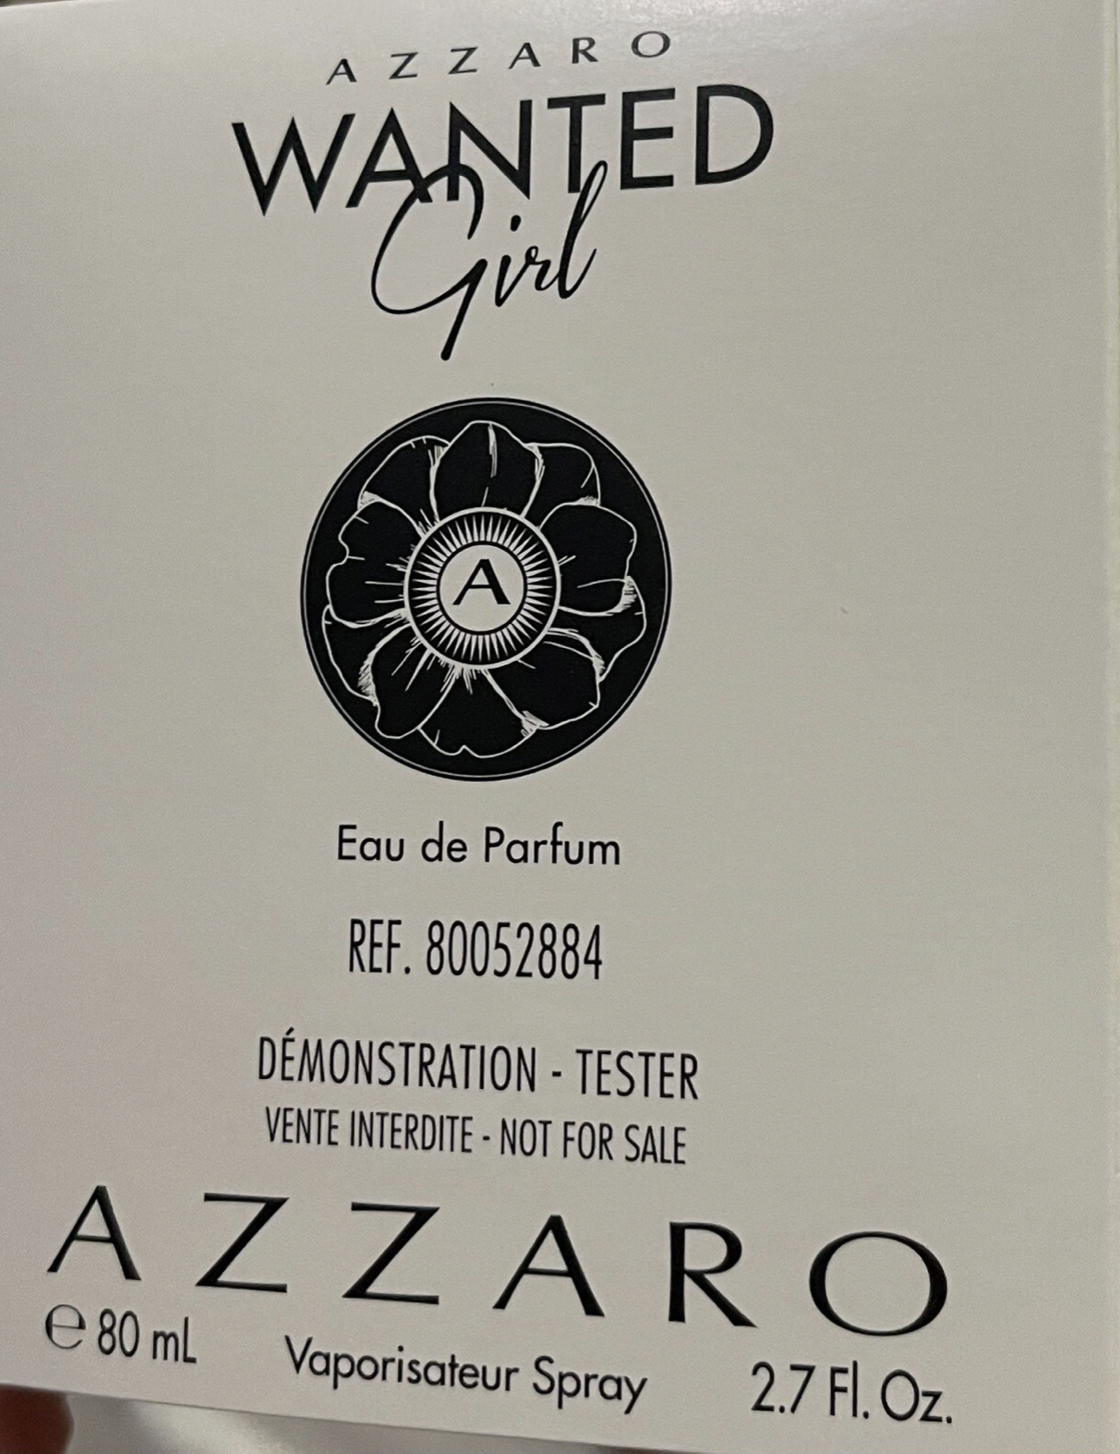 AZZARO
WANTED
Girl
A
Eau de Parfum
REF. 80052884
DÉMONSTRATION - TESTER
VENTE INTERDITE - NOT FOR SALE
AZZARO
℮ 80 mL Vaporisateur Spray 2.7 Fl. Oz.